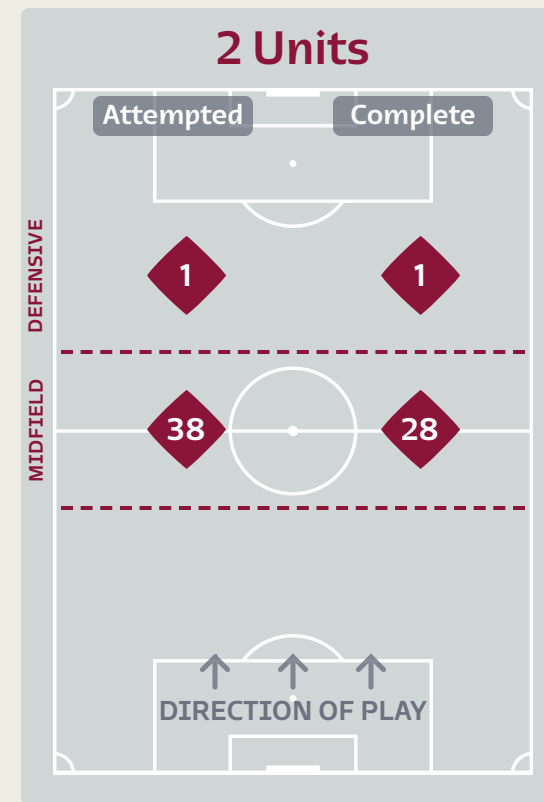 2 Units
Attempted Complete
DEFENSIVE
1 1
MIDFIELD
38 28
DIRECTION OF PLAY